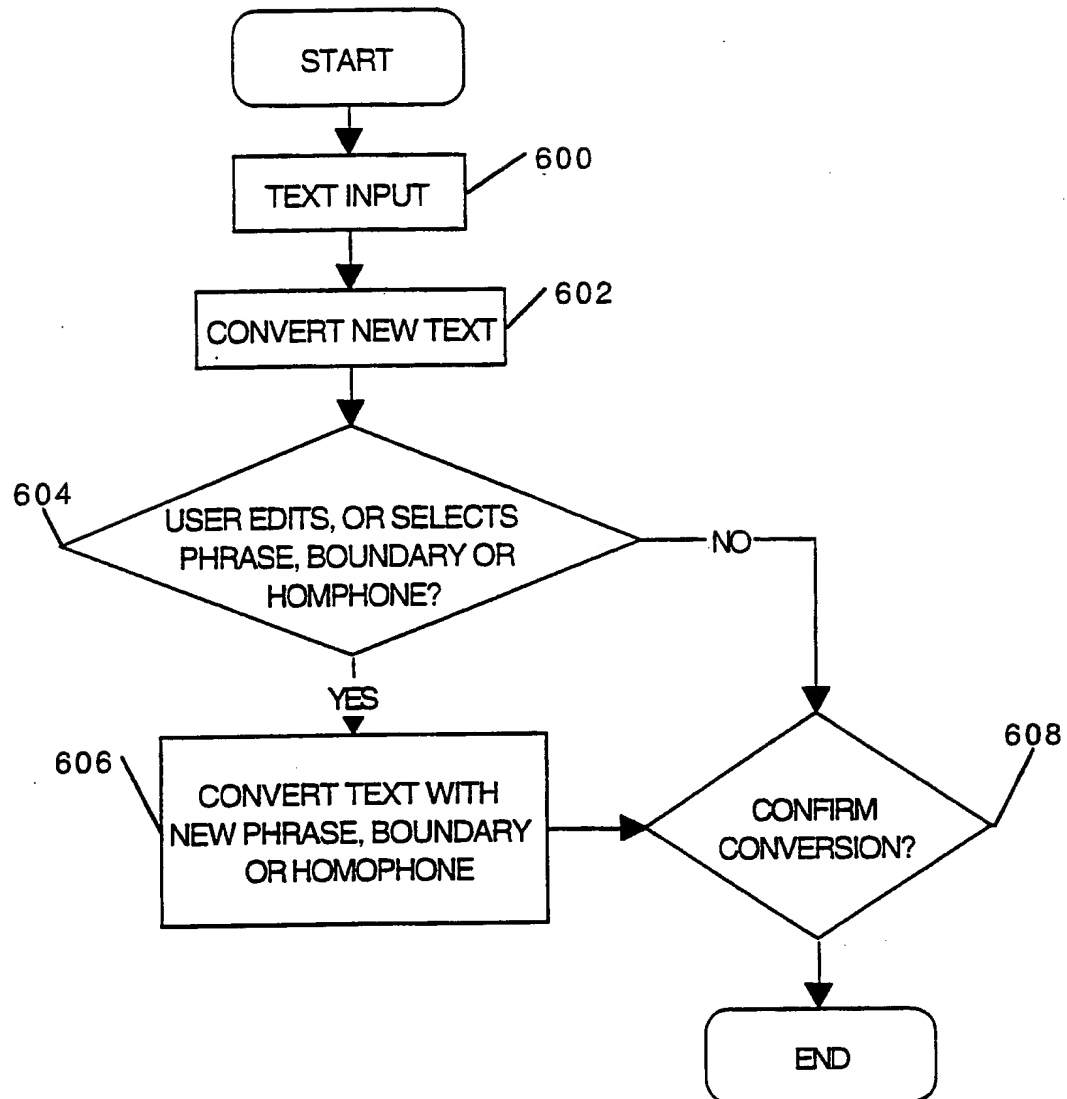 START
600
TEXT INPUT
602
CONVERT NEW TEXT
604
USER EDITS, OR SELECTS
PHRASE, BOUNDARY OR
HOMPHONE?
NO
YES
606
CONVERT TEXT WITH
NEW PHRASE, BOUNDARY
OR HOMOPHONE
608
CONFIRM
CONVERSION?
END